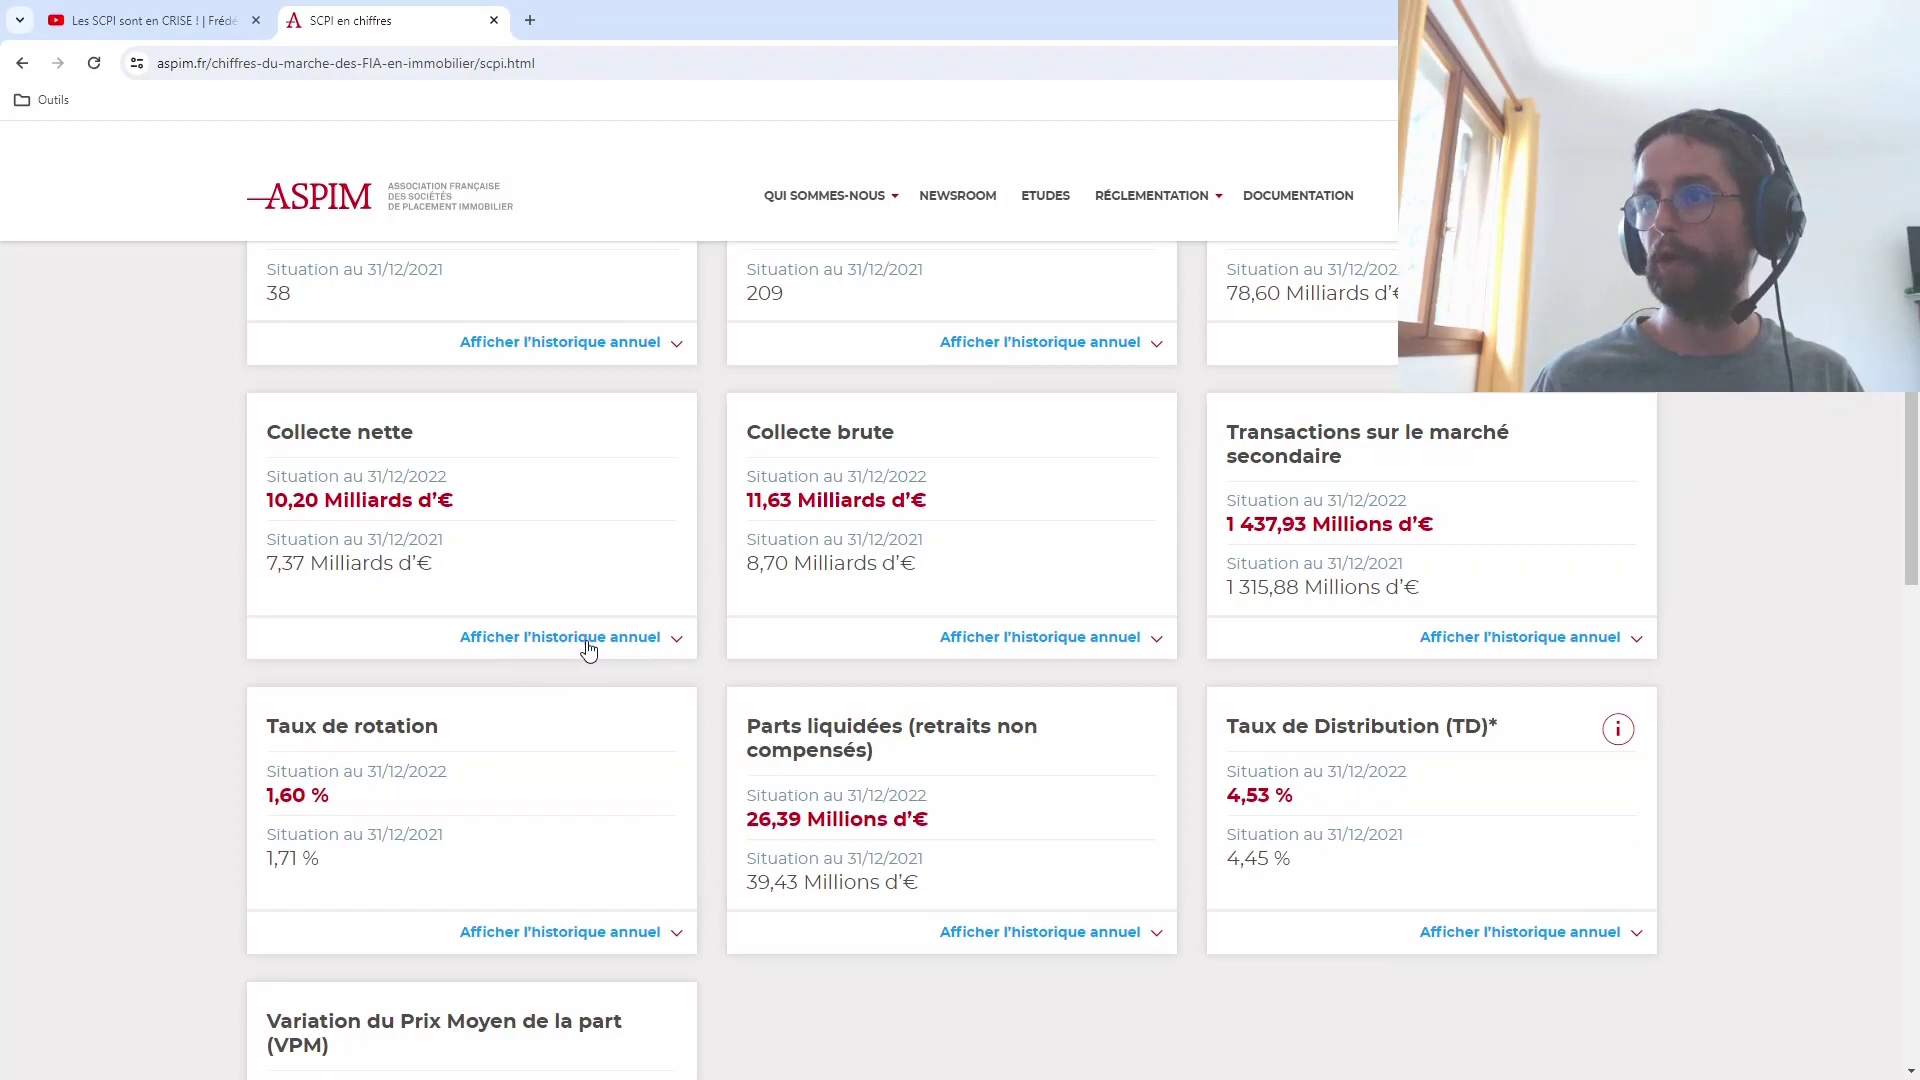 Les SCPI sont en CRISE ! | Frédé
SCPI en chiffres
aspim.fr/chiffres-du-marche-des-FIA-en-immobilier/scpi.html
Outils
ASPIM
ASSOCIATION FRANÇAISE
DES SOCIÉTÉS
DE PLACEMENT IMMOBILIER
QUI SOMMES-NOUS
NEWSROOM
ETUDES
RÉGLEMENTATION
DOCUMENTATION
Situation au 31/12/2021
38
Afficher l'historique annuel
Situation au 31/12/2021
209
Afficher l'historique annuel
Situation au 31/12/202
78,60 Milliards d'€
Collecte nette
Situation au 31/12/2022
10,20 Milliards d'€
Situation au 31/12/2021
7,37 Milliards d'€
Afficher l'historique annuel
Collecte brute
Situation au 31/12/2022
11,63 Milliards d'€
Situation au 31/12/2021
8,70 Milliards d'€
Afficher l'historique annuel
Transactions sur le marché
secondaire
Situation au 31/12/2022
1 437,93 Millions d'€
Situation au 31/12/2021
1 315,88 Millions d'€
Afficher l'historique annuel
Taux de rotation
Situation au 31/12/2022
1,60 %
Situation au 31/12/2021
1,71 %
Afficher l'historique annuel
Parts liquidées (retraits non
compensés)
Situation au 31/12/2022
26,39 Millions d'€
Situation au 31/12/2021
39,43 Millions d'€
Afficher l'historique annuel
Taux de Distribution (TD)*
i
Situation au 31/12/2022
4,53 %
Situation au 31/12/2021
4,45 %
Afficher l'historique annuel
Variation du Prix Moyen de la part
(VPM)